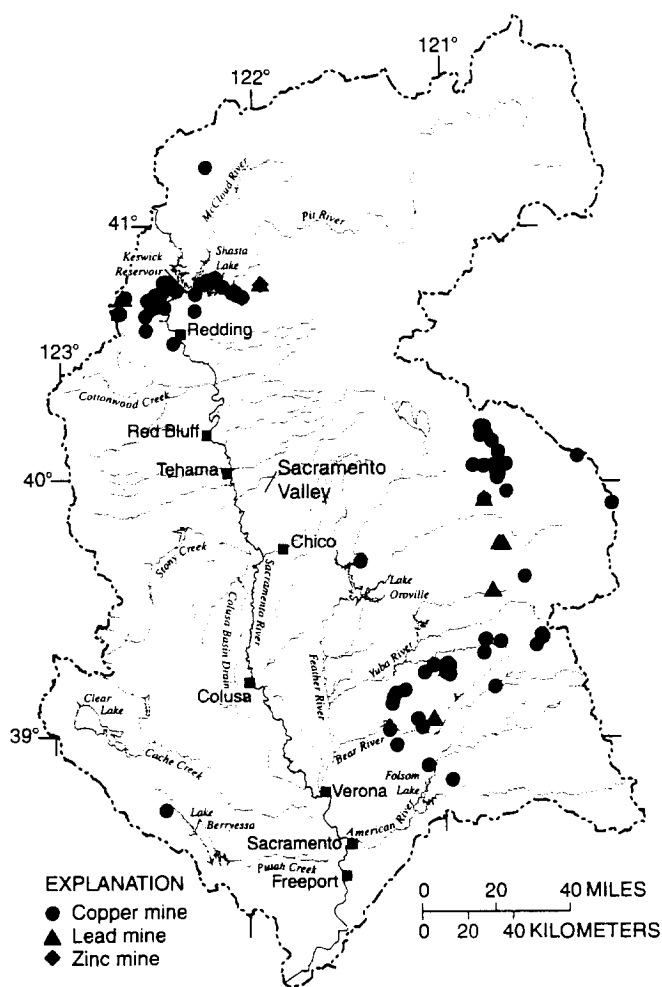 121°
122°
McCloud River
Pit River
41°
Keswick
Reservoir
Shasta
Lake
Redding
123°
Cottonwood Creek
Red Bluff
Tehama
40°
Sacramento
Valley
Chico
Stony Creek
Lake
Oroville
Sacramento River
Colusa Basin Drain
Feather River
Yuba River
Colusa
Clear
Lake
39°
Bear River
Cache Creek
Folsom
Lake
Verona
Lake
Berryessa
American River
Sacramento
Putah Creek
Freeport
EXPLANATION
Copper mine
Lead mine
Zinc mine
0 20 40 MILES
0 20 40 KILOMETERS